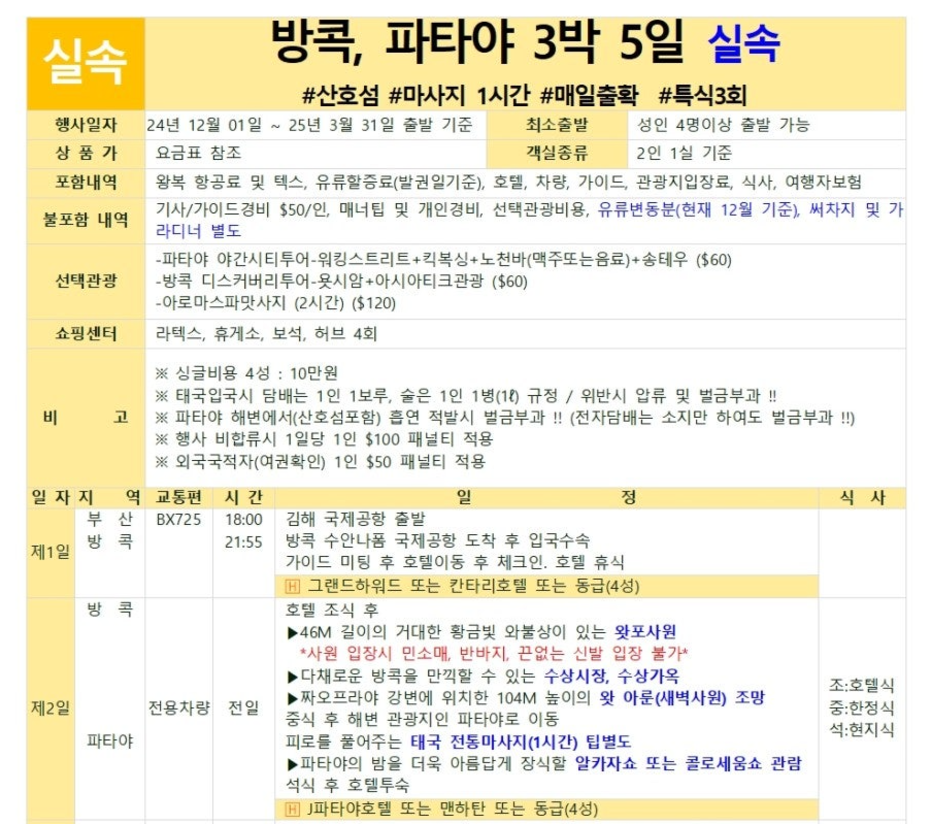 실속
방콕, 파타야 3박 5일 실속
#산호섬 #마사지 1시간 #매일출확 #특식3회
행사일자 24년 12월 01일 ~ 25년 3월 31일 출발 기준 최소출발 성인 4명이상 출발 가능
상 품 가 요금표 참조 객실종류 2인 1실 기준
포함내역 왕복 항공료 및 텍스, 유류할증료(발권일기준), 호텔, 차량, 가이드, 관광지입장료, 식사, 여행자보험
불포함 내역 기사/가이드경비 $50/인, 매너팁 및 개인경비, 선택관광비용, 유류변동분(현재 12월 기준), 써차지 및 가
라디너 별도
선택관광
-파타야 야간시티투어-워킹스트리트+킥복싱+노천바(맥주또는음료)+송테우 ($60)
-방콕 디스커버리투어-욧시암+아시아티크관광 ($60)
-아로마스파맛사지 (2시간) ($120)
쇼핑센터 라텍스, 휴게소, 보석, 허브 4회
비 고
※ 싱글비용 4성 : 10만원
※ 태국입국시 담배는 1인 1보루, 술은 1인 1병(1ℓ) 규정 / 위반시 압류 및 벌금부과 !!
※ 파타야 해변에서(산호섬포함) 흡연 적발시 벌금부과 !! (전자담배는 소지만 하여도 벌금부과 !!)
※ 행사 비합류시 1일당 1인 $100 패널티 적용
※ 외국국적자(여권확인) 1인 $50 패널티 적용
일 자 지 역 교통편 시 간 일 정 식 사
제1일
부 산 BX725 18:00 김해 국제공항 출발
방 콕 21:55 방콕 수안나폼 국제공항 도착 후 입국수속
가이드 미팅 후 호텔이동 후 체크인. 호텔 휴식
H 그랜드하워드 또는 칸타리호텔 또는 동급(4성)
제2일
방 콕 호텔 조식 후
▶46M 길이의 거대한 황금빛 와불상이 있는 왓포사원
*사원 입장시 민소매, 반바지, 끈없는 신발 입장 불가*
▶다채로운 방콕을 만끽할 수 있는 수상시장, 수상가옥
전용차량 전일 ▶짜오프라야 강변에 위치한 104M 높이의 왓 아룬(새벽사원) 조망
중식 후 해변 관광지인 파타야로 이동
파타야 피로를 풀어주는 태국 전통마사지(1시간) 팁별도
▶파타야의 밤을 더욱 아름답게 장식할 알카자쇼 또는 콜로세움쇼 관람
석식 후 호텔투숙
조:호텔식
중:한정식
석:현지식
H J파타야호텔 또는 맨하탄 또는 동급(4성)